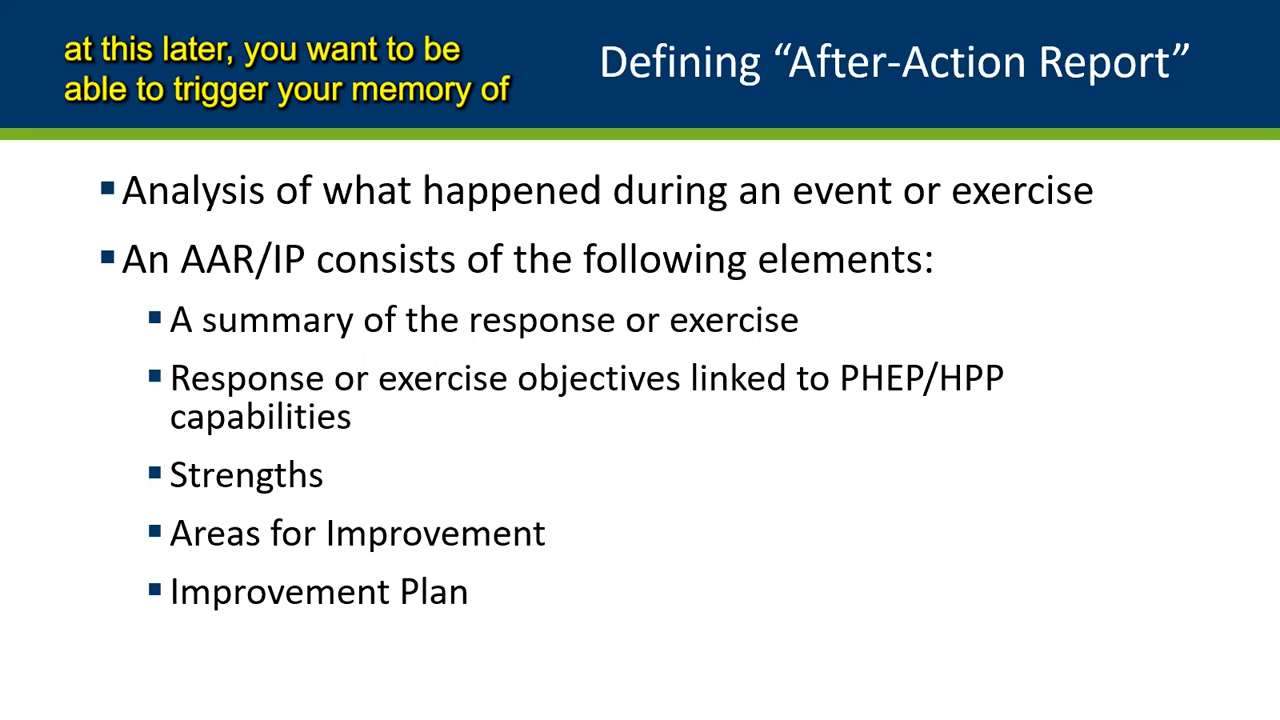 at this later, you want to be
able to trigger your memory of
Defining “After-Action Report”
▪Analysis of what happened during an event or exercise
▪An AAR/IP consists of the following elements:
▪A summary of the response or exercise
▪Response or exercise objectives linked to PHEP/HPP
capabilities
▪Strengths
▪Areas for Improvement
▪Improvement Plan